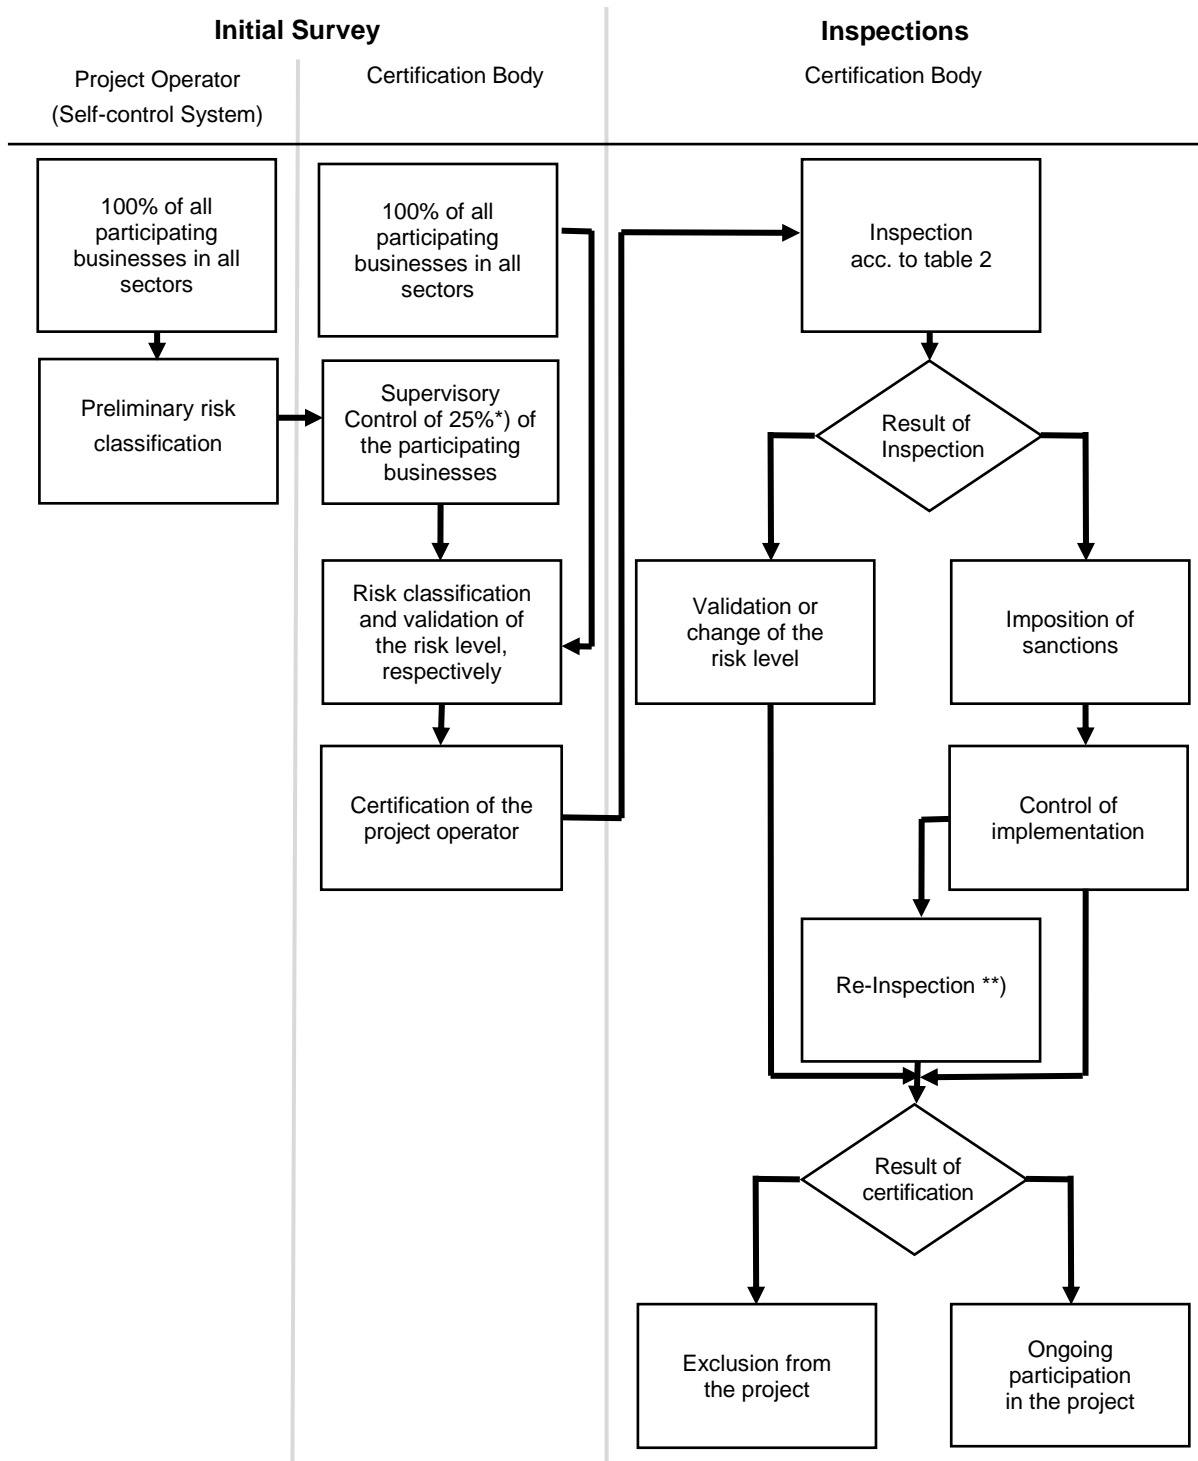 Initial Survey
Inspections
Project Operator
(Self-control System)
Certification Body
Certification Body
100% of all
participating
businesses in all
sectors
100% of all
participating
businesses in all
sectors
Inspection
acc. to table 2
Preliminary risk
classification
Supervisory
Control of 25%*) of
the participating
businesses
Result of
Inspection
Risk classification
and validation of
the risk level,
respectively
Validation or
change of the
risk level
Imposition of
sanctions
Certification of the
project operator
Control of
implementation
Re-Inspection **)
Result of
certification
Exclusion from
the project
Ongoing
participation
in the project